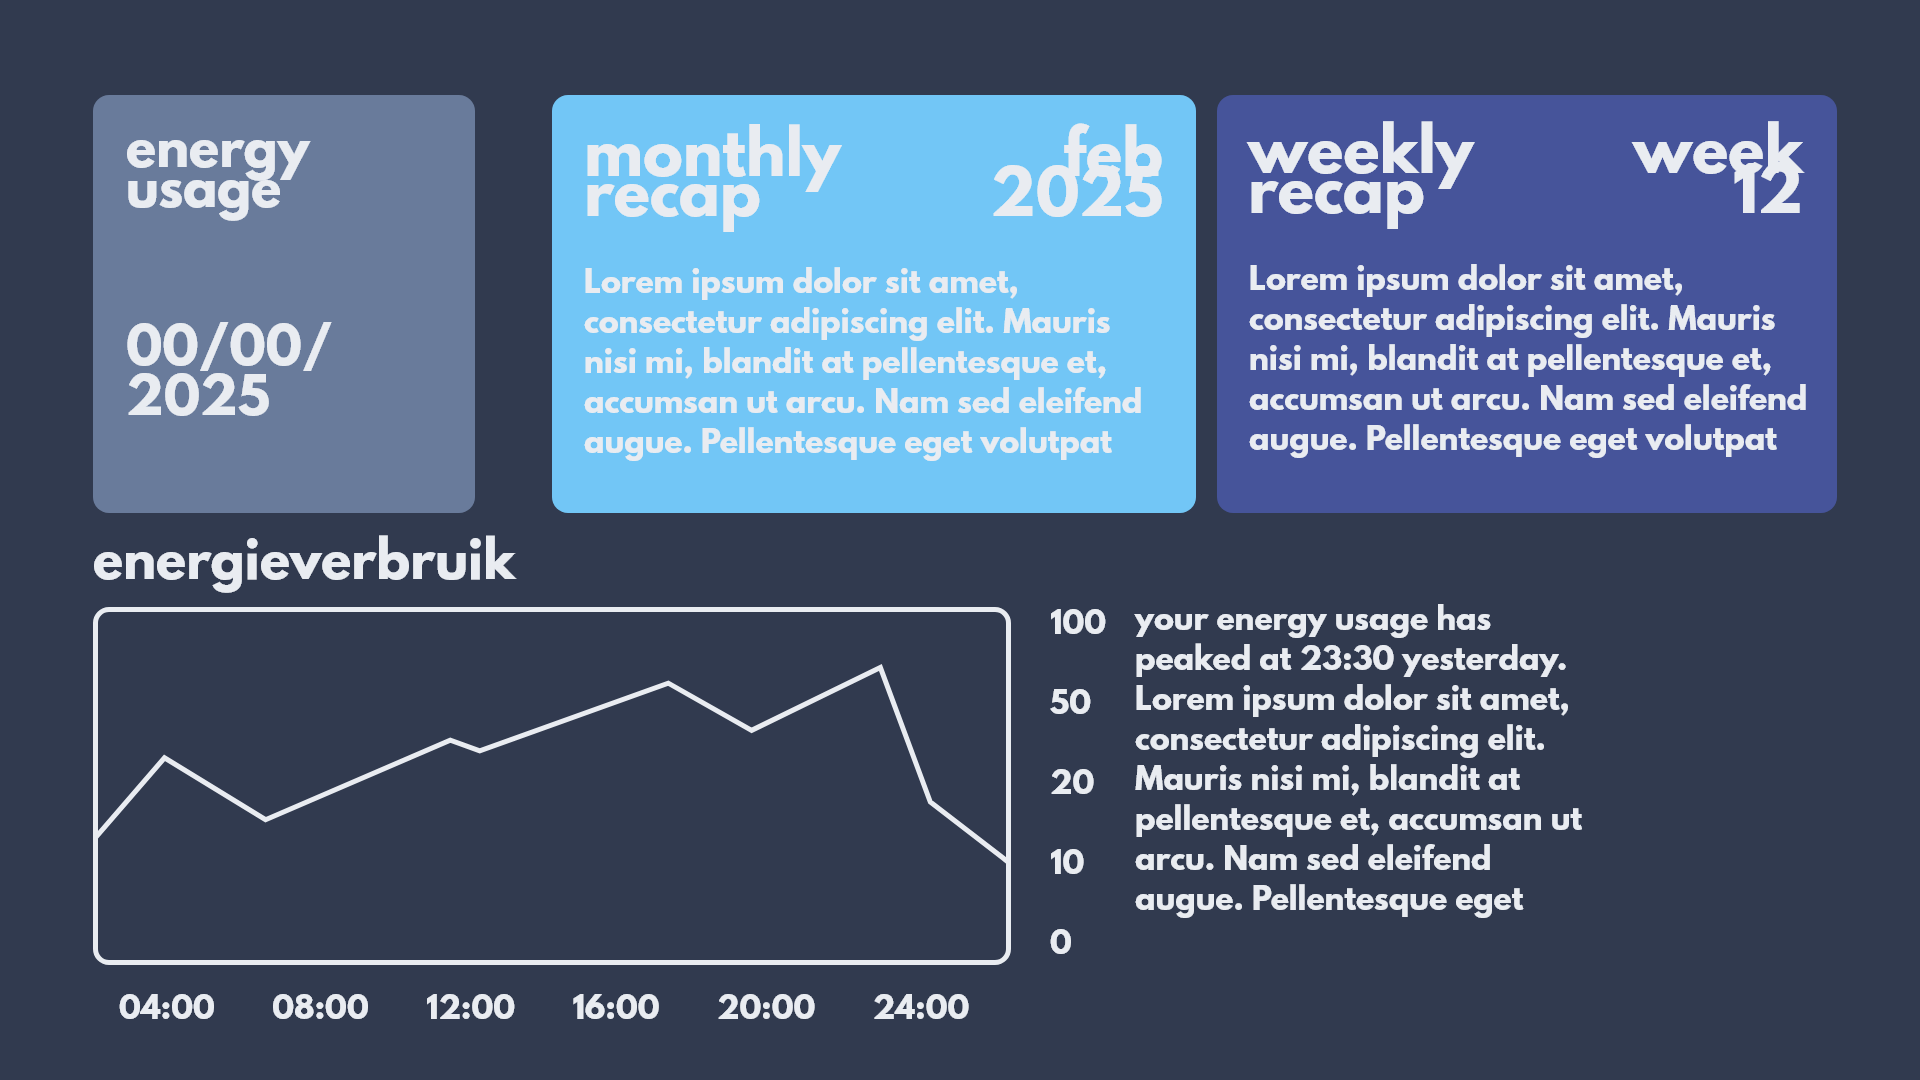 energy
usage
00/00/
2025
monthly
recap
feb
2025
Lorem ipsum dolor sit amet,
consectetur adipiscing elit. Mauris
nisi mi, blandit at pellentesque et,
accumsan ut arcu. Nam sed eleifend
augue. Pellentesque eget volutpat
weekly
recap
week
12
Lorem ipsum dolor sit amet,
consectetur adipiscing elit. Mauris
nisi mi, blandit at pellentesque et,
accumsan ut arcu. Nam sed eleifend
augue. Pellentesque eget volutpat
energieverbruik
100
50
20
10
0
04:00 08:00 12:00 16:00 20:00 24:00
your energy usage has
peaked at 23:30 yesterday.
Lorem ipsum dolor sit amet,
consectetur adipiscing elit.
Mauris nisi mi, blandit at
pellentesque et, accumsan ut
arcu. Nam sed eleifend
augue. Pellentesque eget